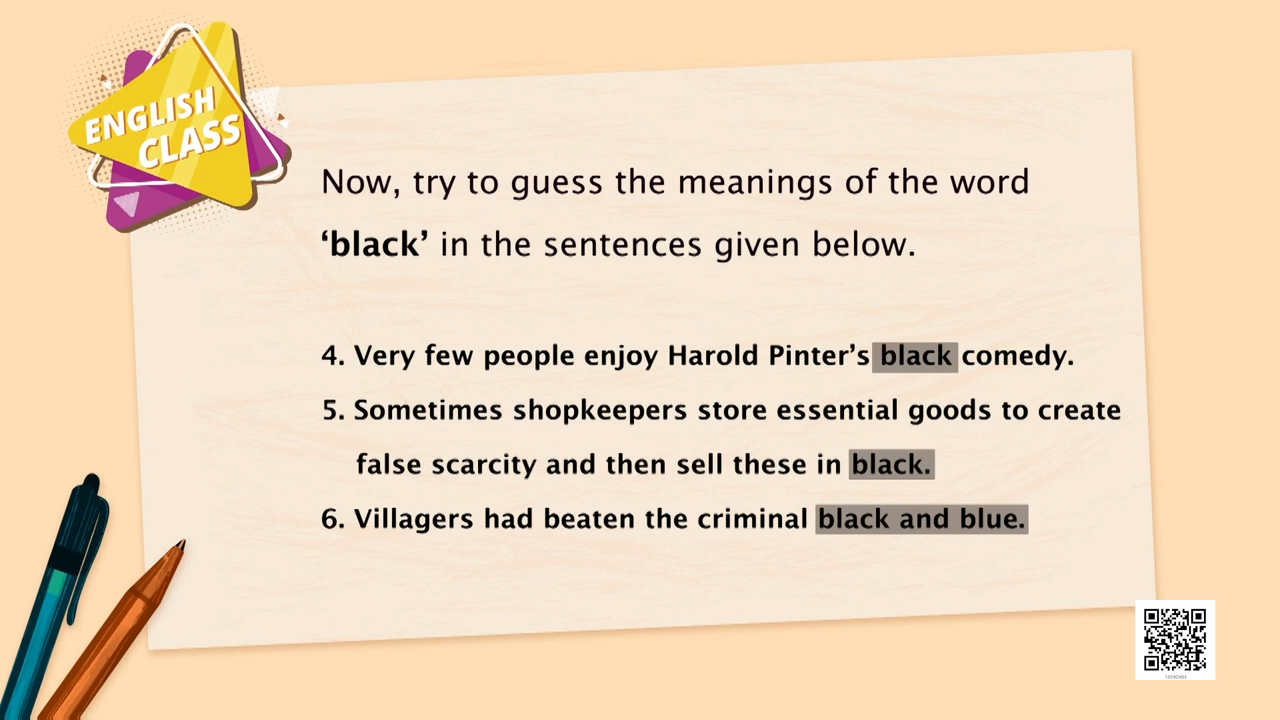 ENGLISH
CLASS
Now, try to guess the meanings of the word
‘black’ in the sentences given below.
4. Very few people enjoy Harold Pinter’s black comedy.
5. Sometimes shopkeepers store essential goods to create
false scarcity and then sell these in black.
6. Villagers had beaten the criminal black and blue.